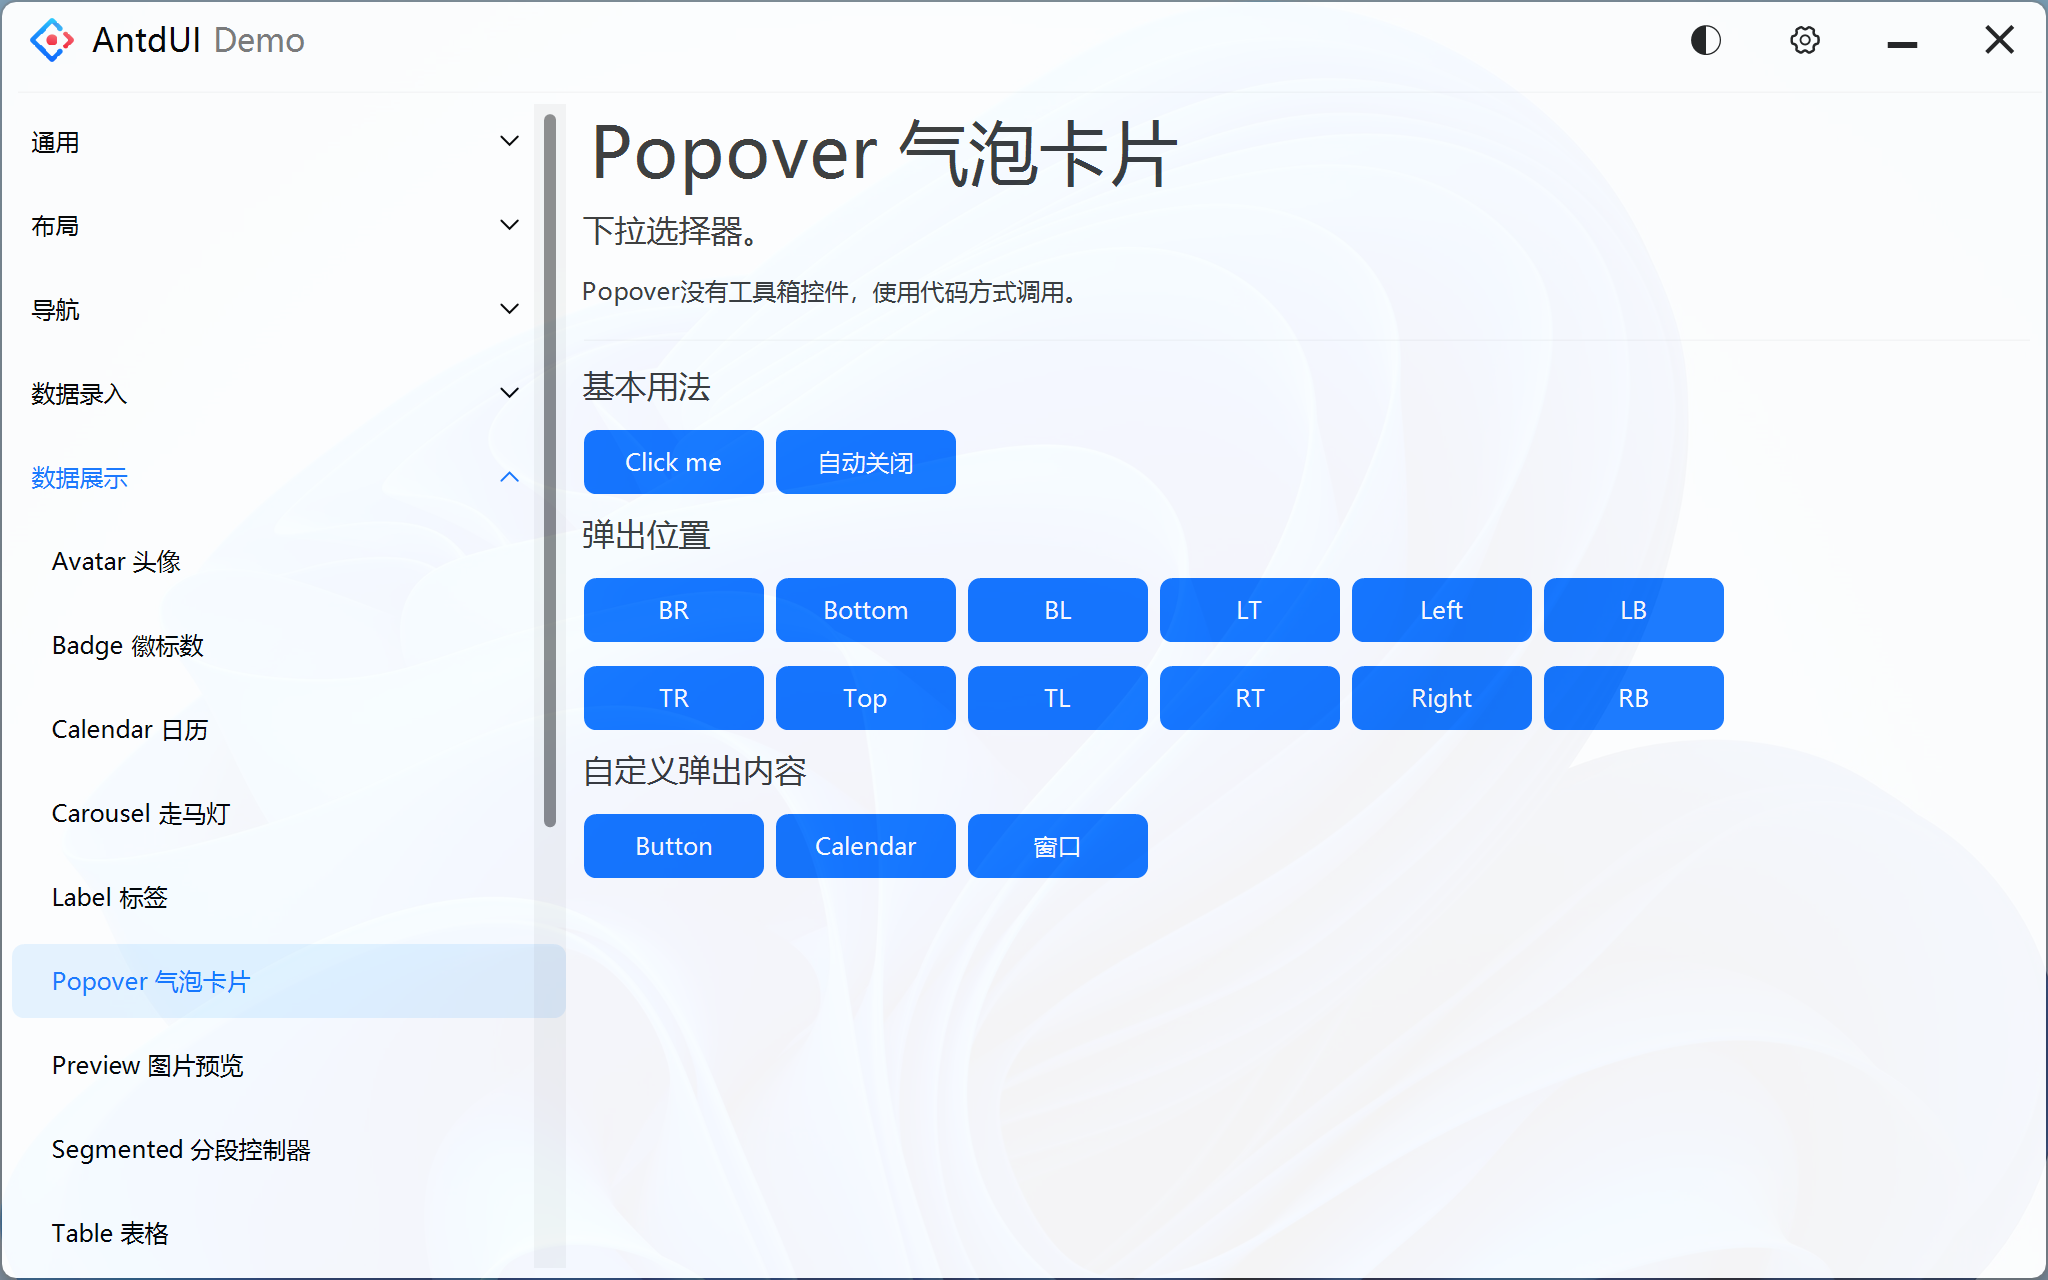 AntdUI Demo
通用
布局
导航
数据录入
数据展示
Avatar 头像
Badge 徽标数
Calendar 日历
Carousel 走马灯
Label 标签
Popover 气泡卡片
Preview 图片预览
Segmented 分段控制器
Table 表格
Popover 气泡卡片
下拉选择器。
Popover没有工具箱控件，使用代码方式调用。
基本用法
Click me 自动关闭
弹出位置
BR Bottom BL LT Left LB
TR Top TL RT Right RB
自定义弹出内容
Button Calendar 窗口